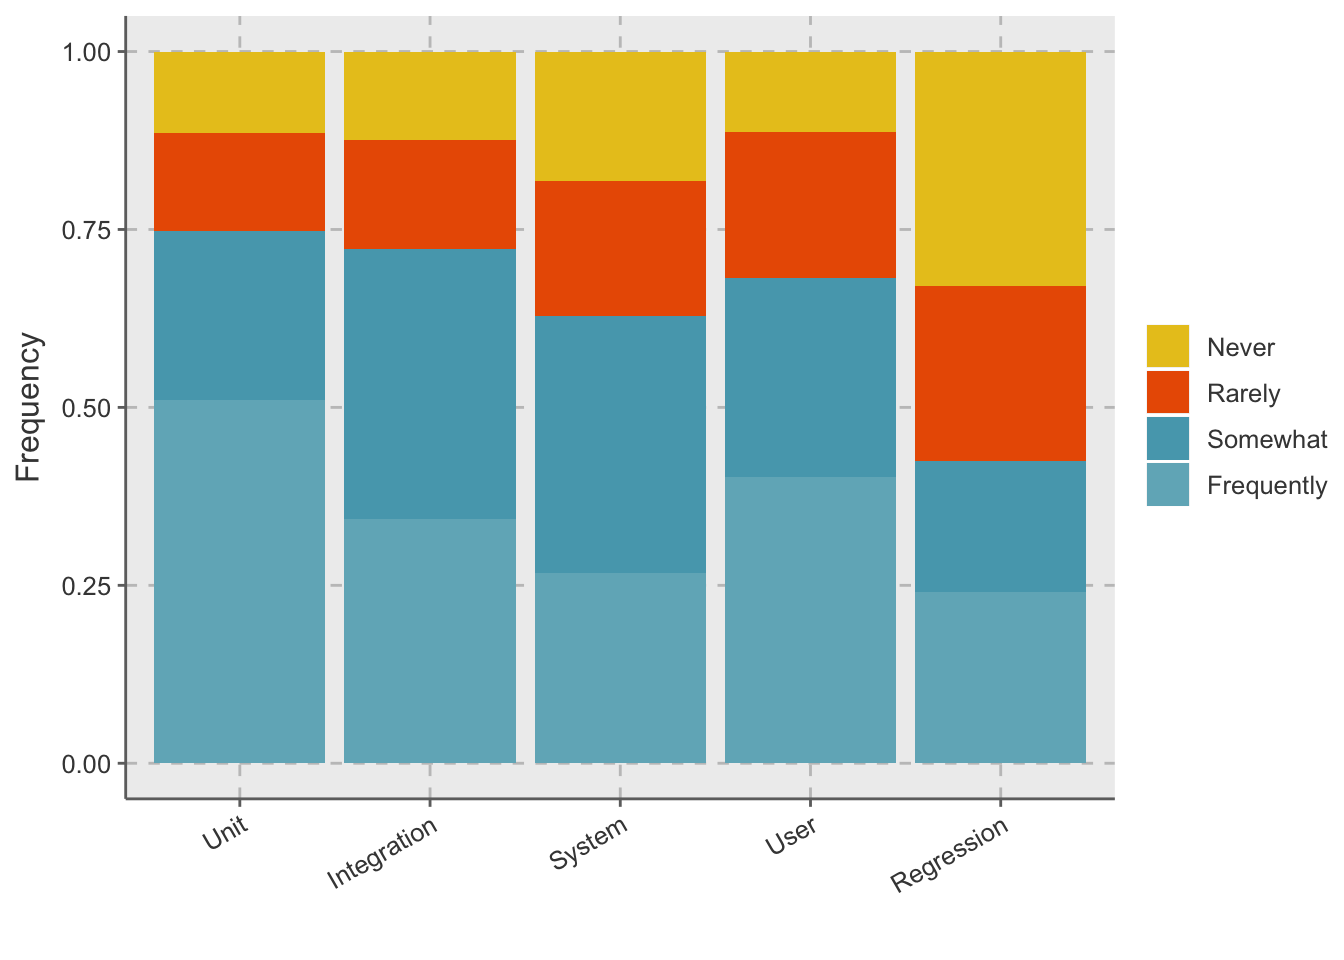 Frequency
1.00
0.75
0.50
0.25
0.00
Unit
Integration
System
User
Regression
Never
Rarely
Somewhat
Frequently